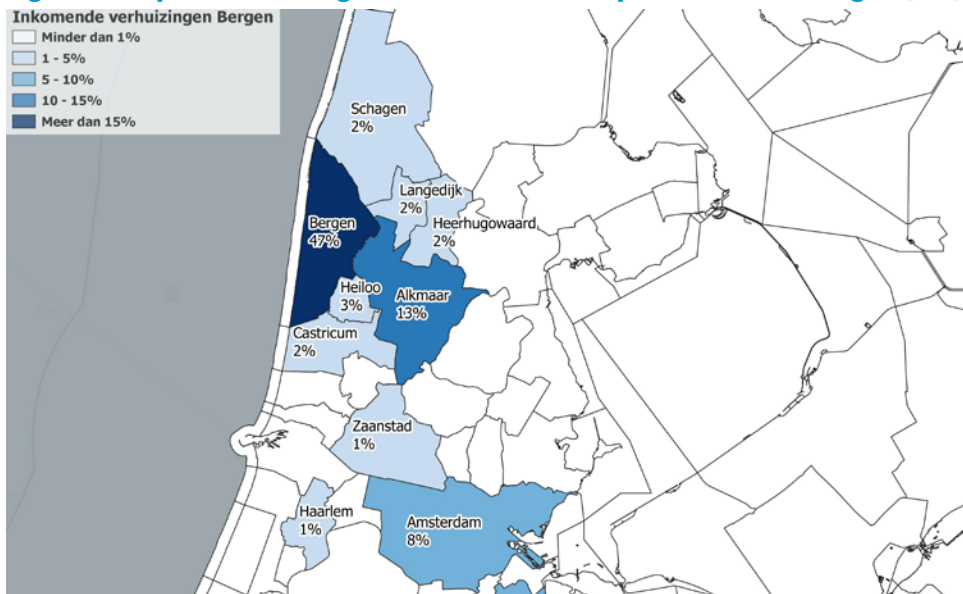 Inkomende verhuizingen Bergen
Minder dan 1%
1 - 5%
5 - 10%
10 - 15%
Meer dan 15%
Schagen
2%
Langedijk
2%
Heerhugowaard
2%
Bergen
47%
Heiloo
3%
Alkmaar
13%
Castricum
2%
Zaanstad
1%
Haarlem
1%
Amsterdam
8%